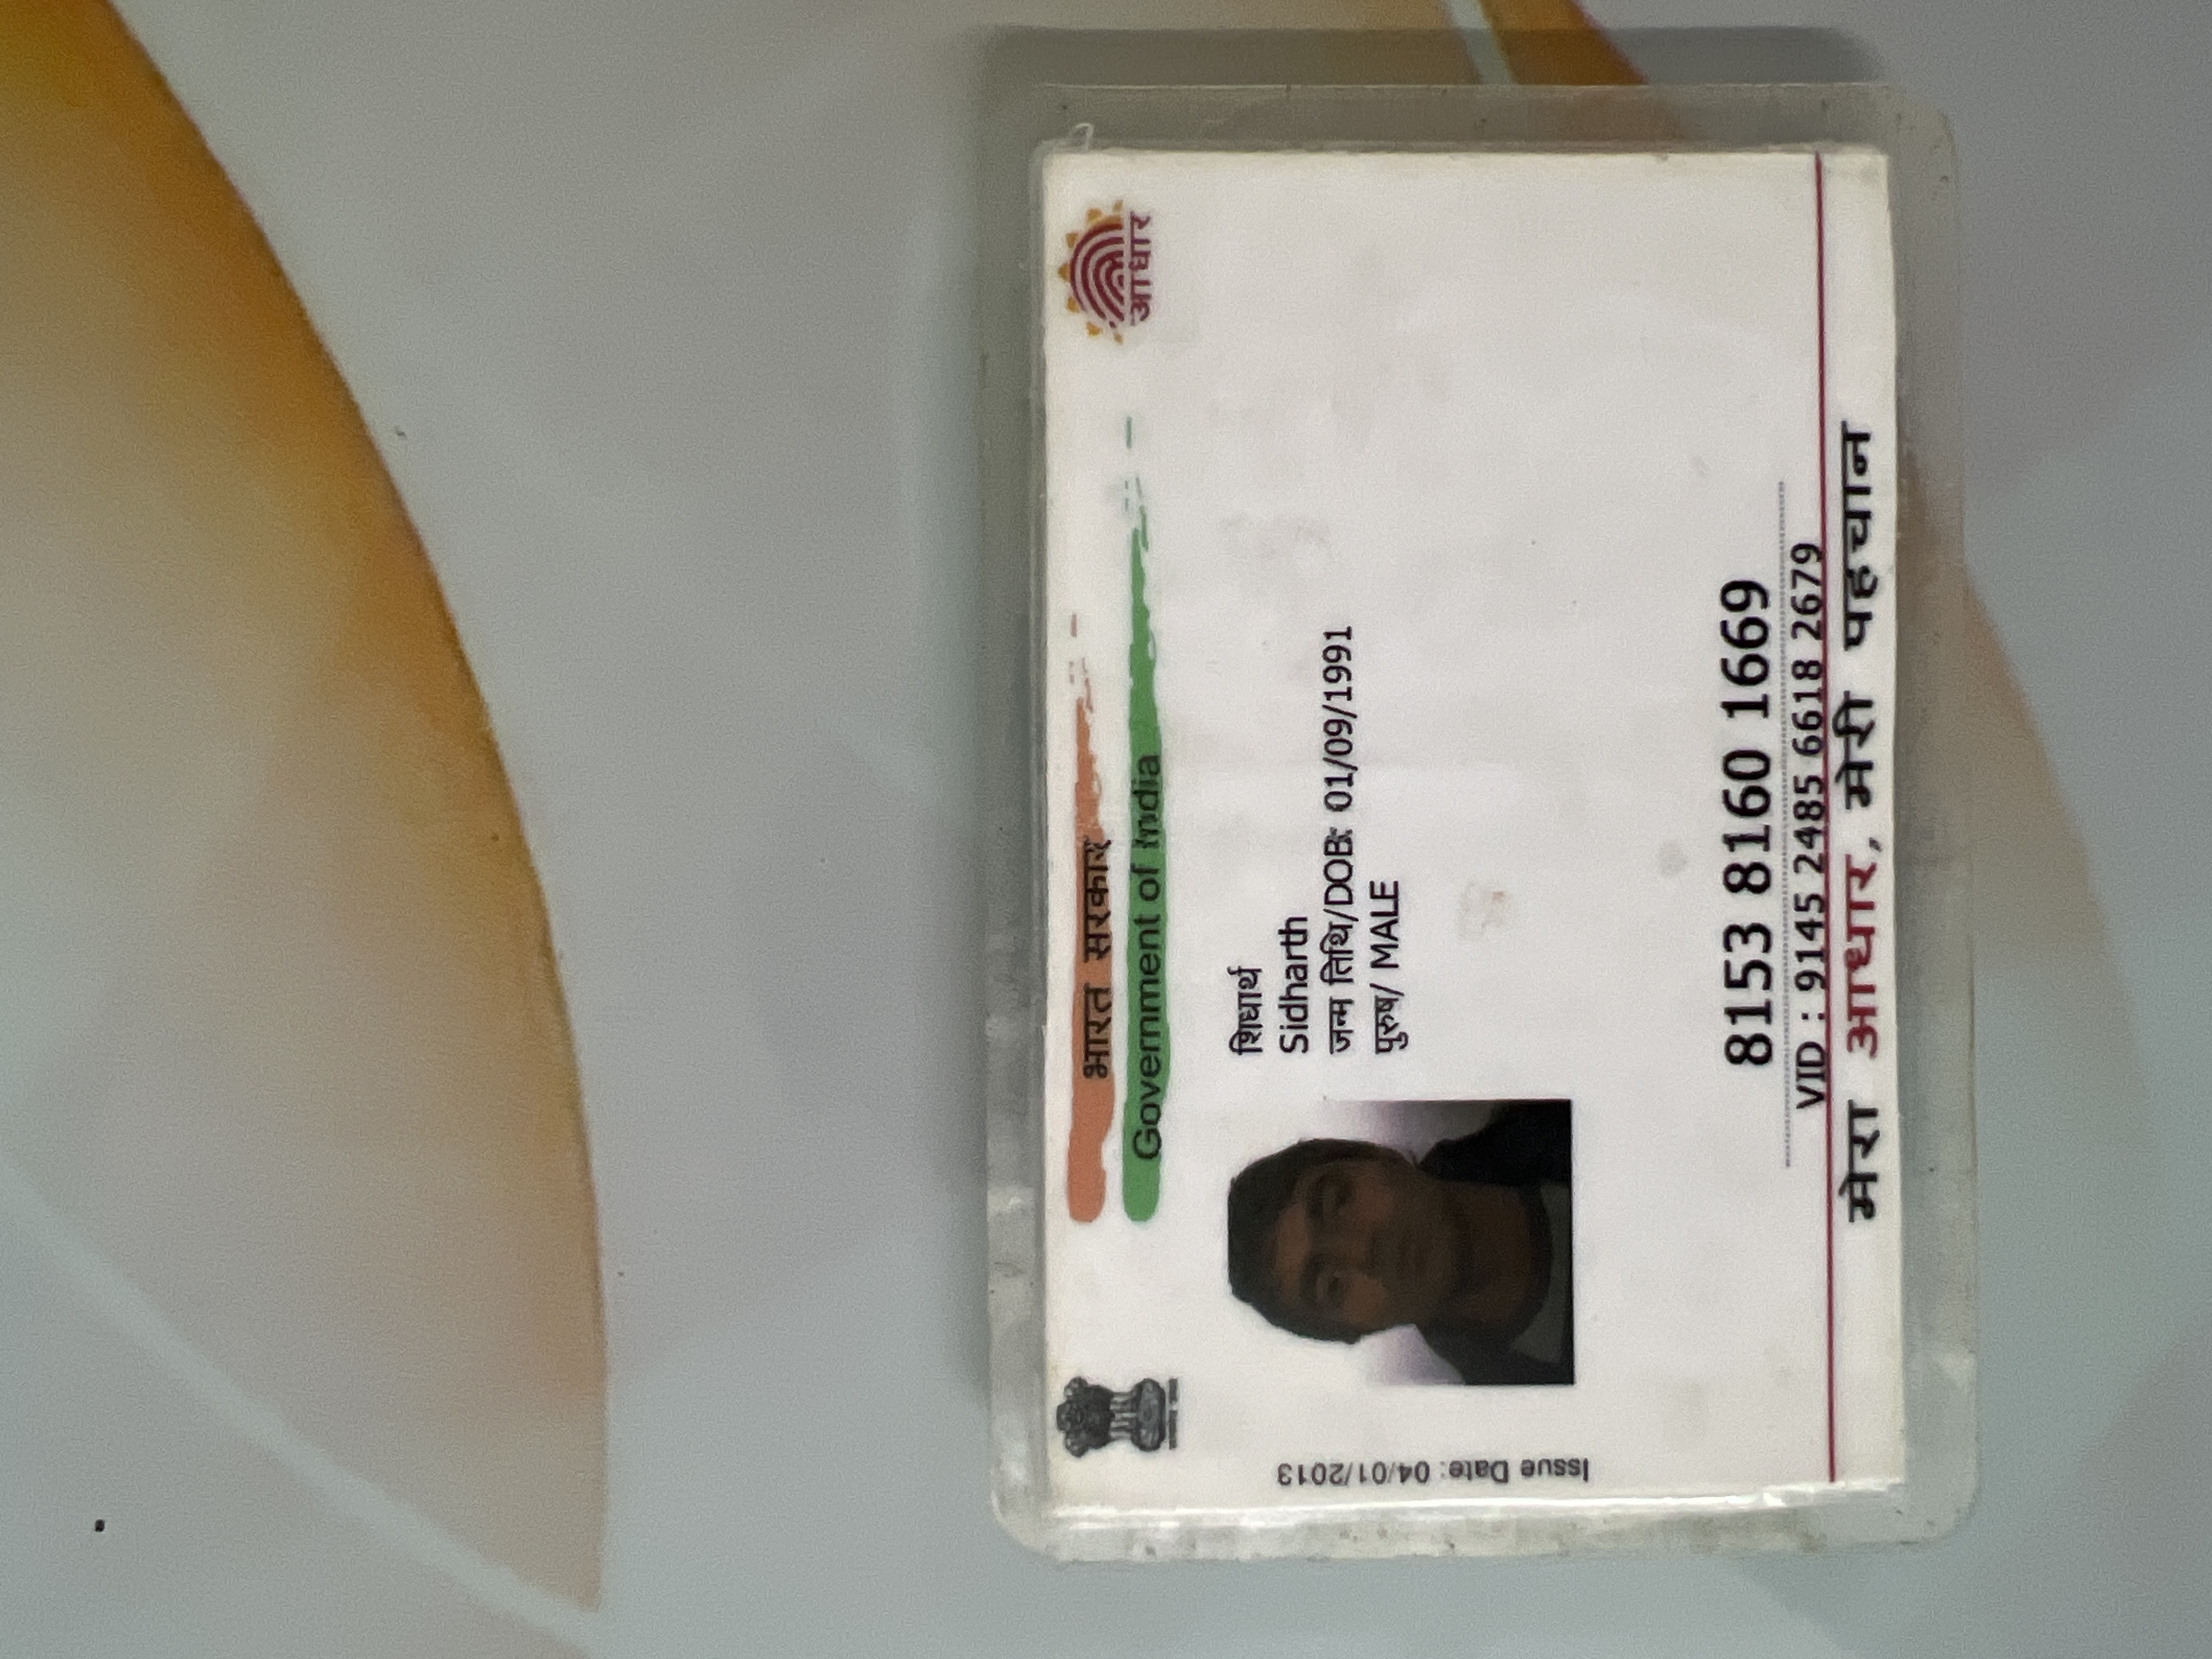 भारत सरकार
Government of India
आधार
शिधार्थ
Sidharth
जन्म तिथि/DOB: 01/09/1991
पुरुष/ MALE
Issue Date: 04/01/2013
8153 8160 1669
VID : 9145 2485 6618 2679
मेरा आधार, मेरी पहचान